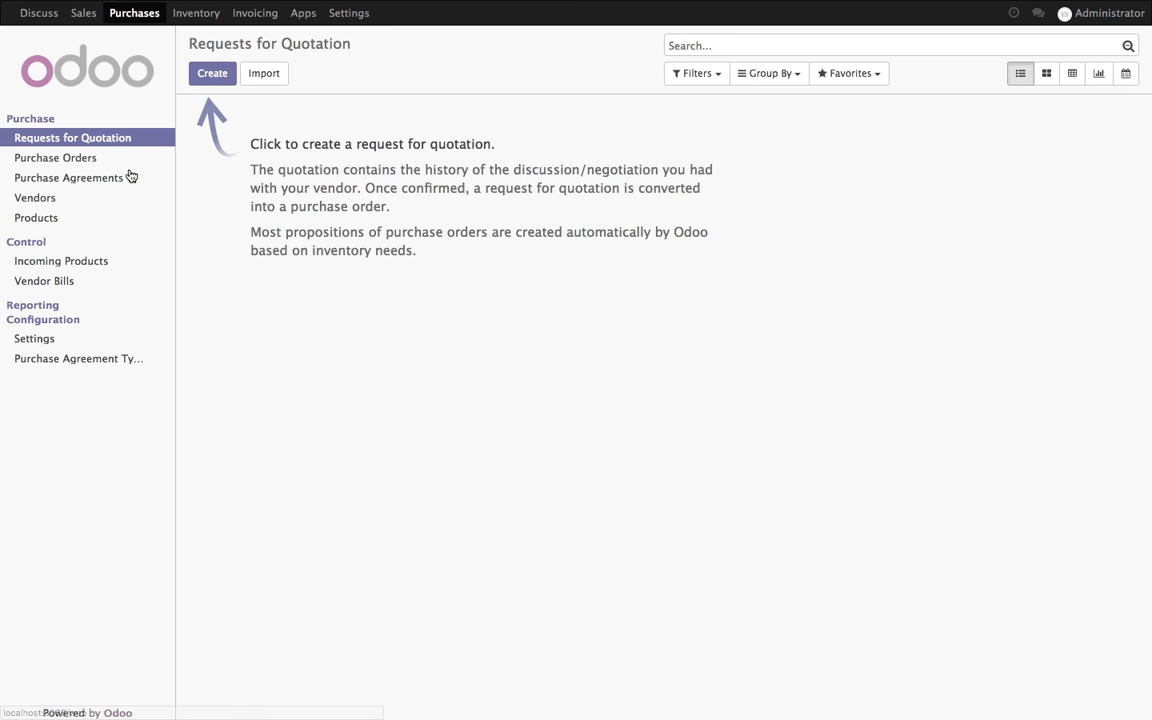 Discuss Sales Purchases Inventory Invoicing Apps Settings Administrator
odoo
Requests for Quotation
Search...
Create Import
Filters Group By Favorites
Purchase
Requests for Quotation
Purchase Orders
Purchase Agreements
Vendors
Products
Control
Incoming Products
Vendor Bills
Reporting
Configuration
Settings
Purchase Agreement Ty...
Click to create a request for quotation.
The quotation contains the history of the discussion/negotiation you had
with your vendor. Once confirmed, a request for quotation is converted
into a purchase order.
Most propositions of purchase orders are created automatically by Odoo
based on inventory needs.
Powered by Odoo